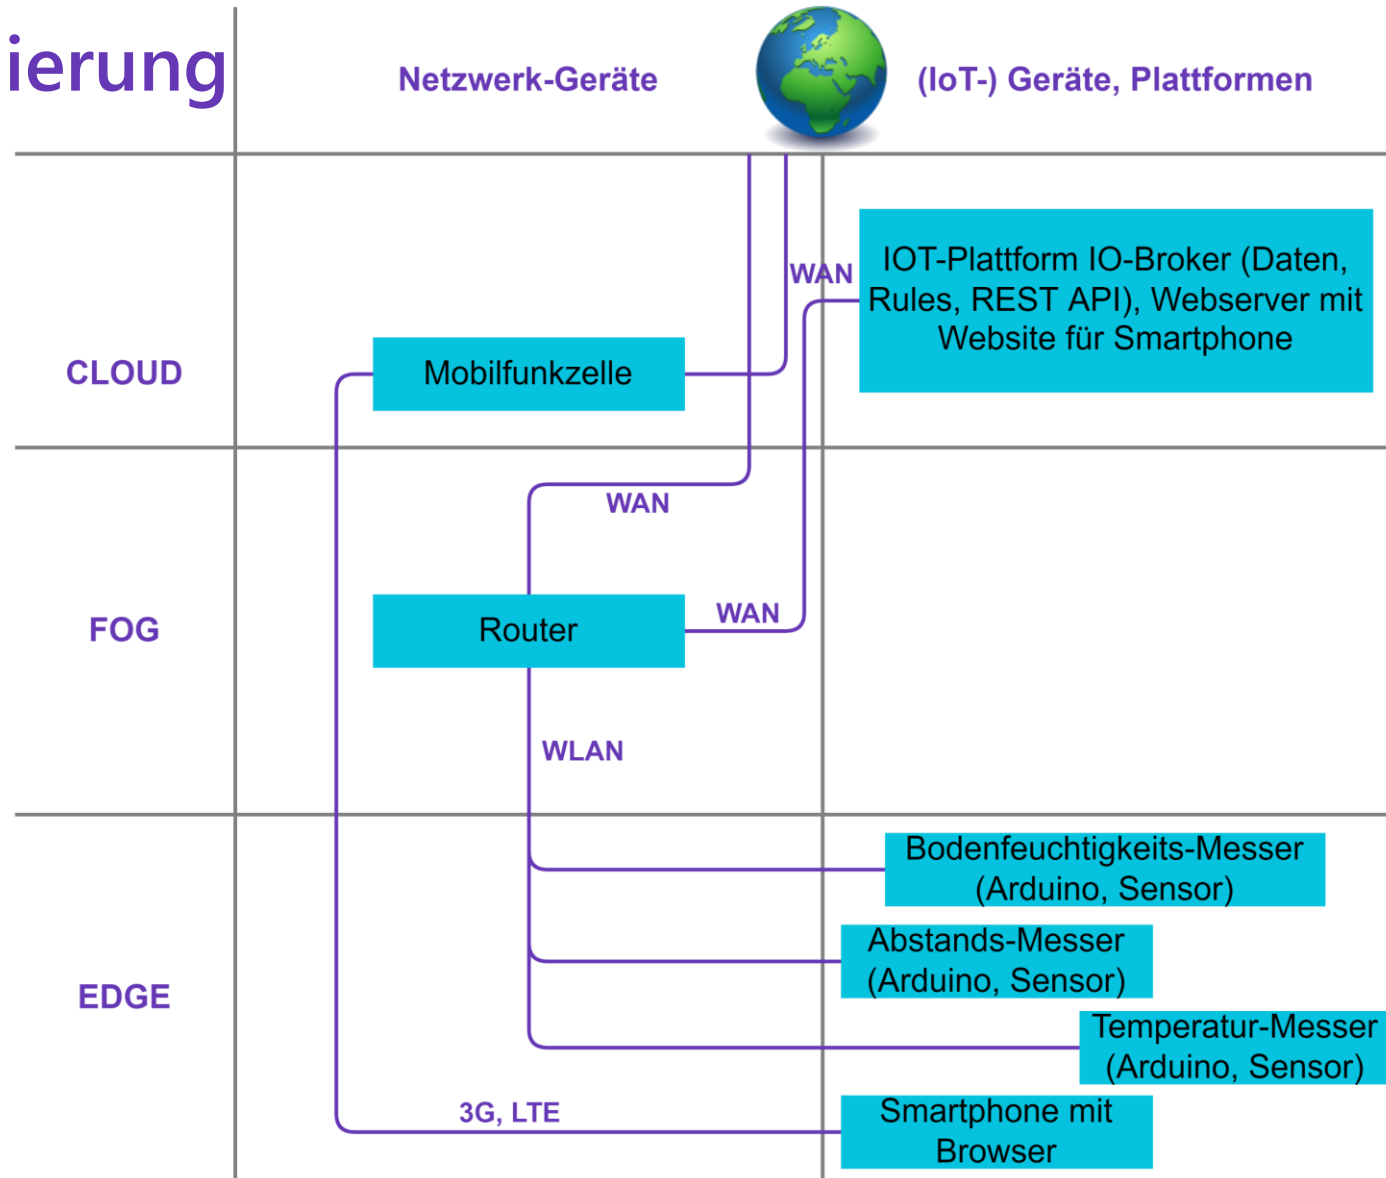 ierung
Netzwerk-Geräte
(IoT-) Geräte, Plattformen
WAN
IOT-Plattform IO-Broker (Daten,
Rules, REST API), Webserver mit
Website für Smartphone
CLOUD
Mobilfunkzelle
WAN
FOG
Router
WAN
WLAN
Bodenfeuchtigkeits-Messer
(Arduino, Sensor)
Abstands-Messer
(Arduino, Sensor)
EDGE
Temperatur-Messer
(Arduino, Sensor)
3G, LTE
Smartphone mit
Browser